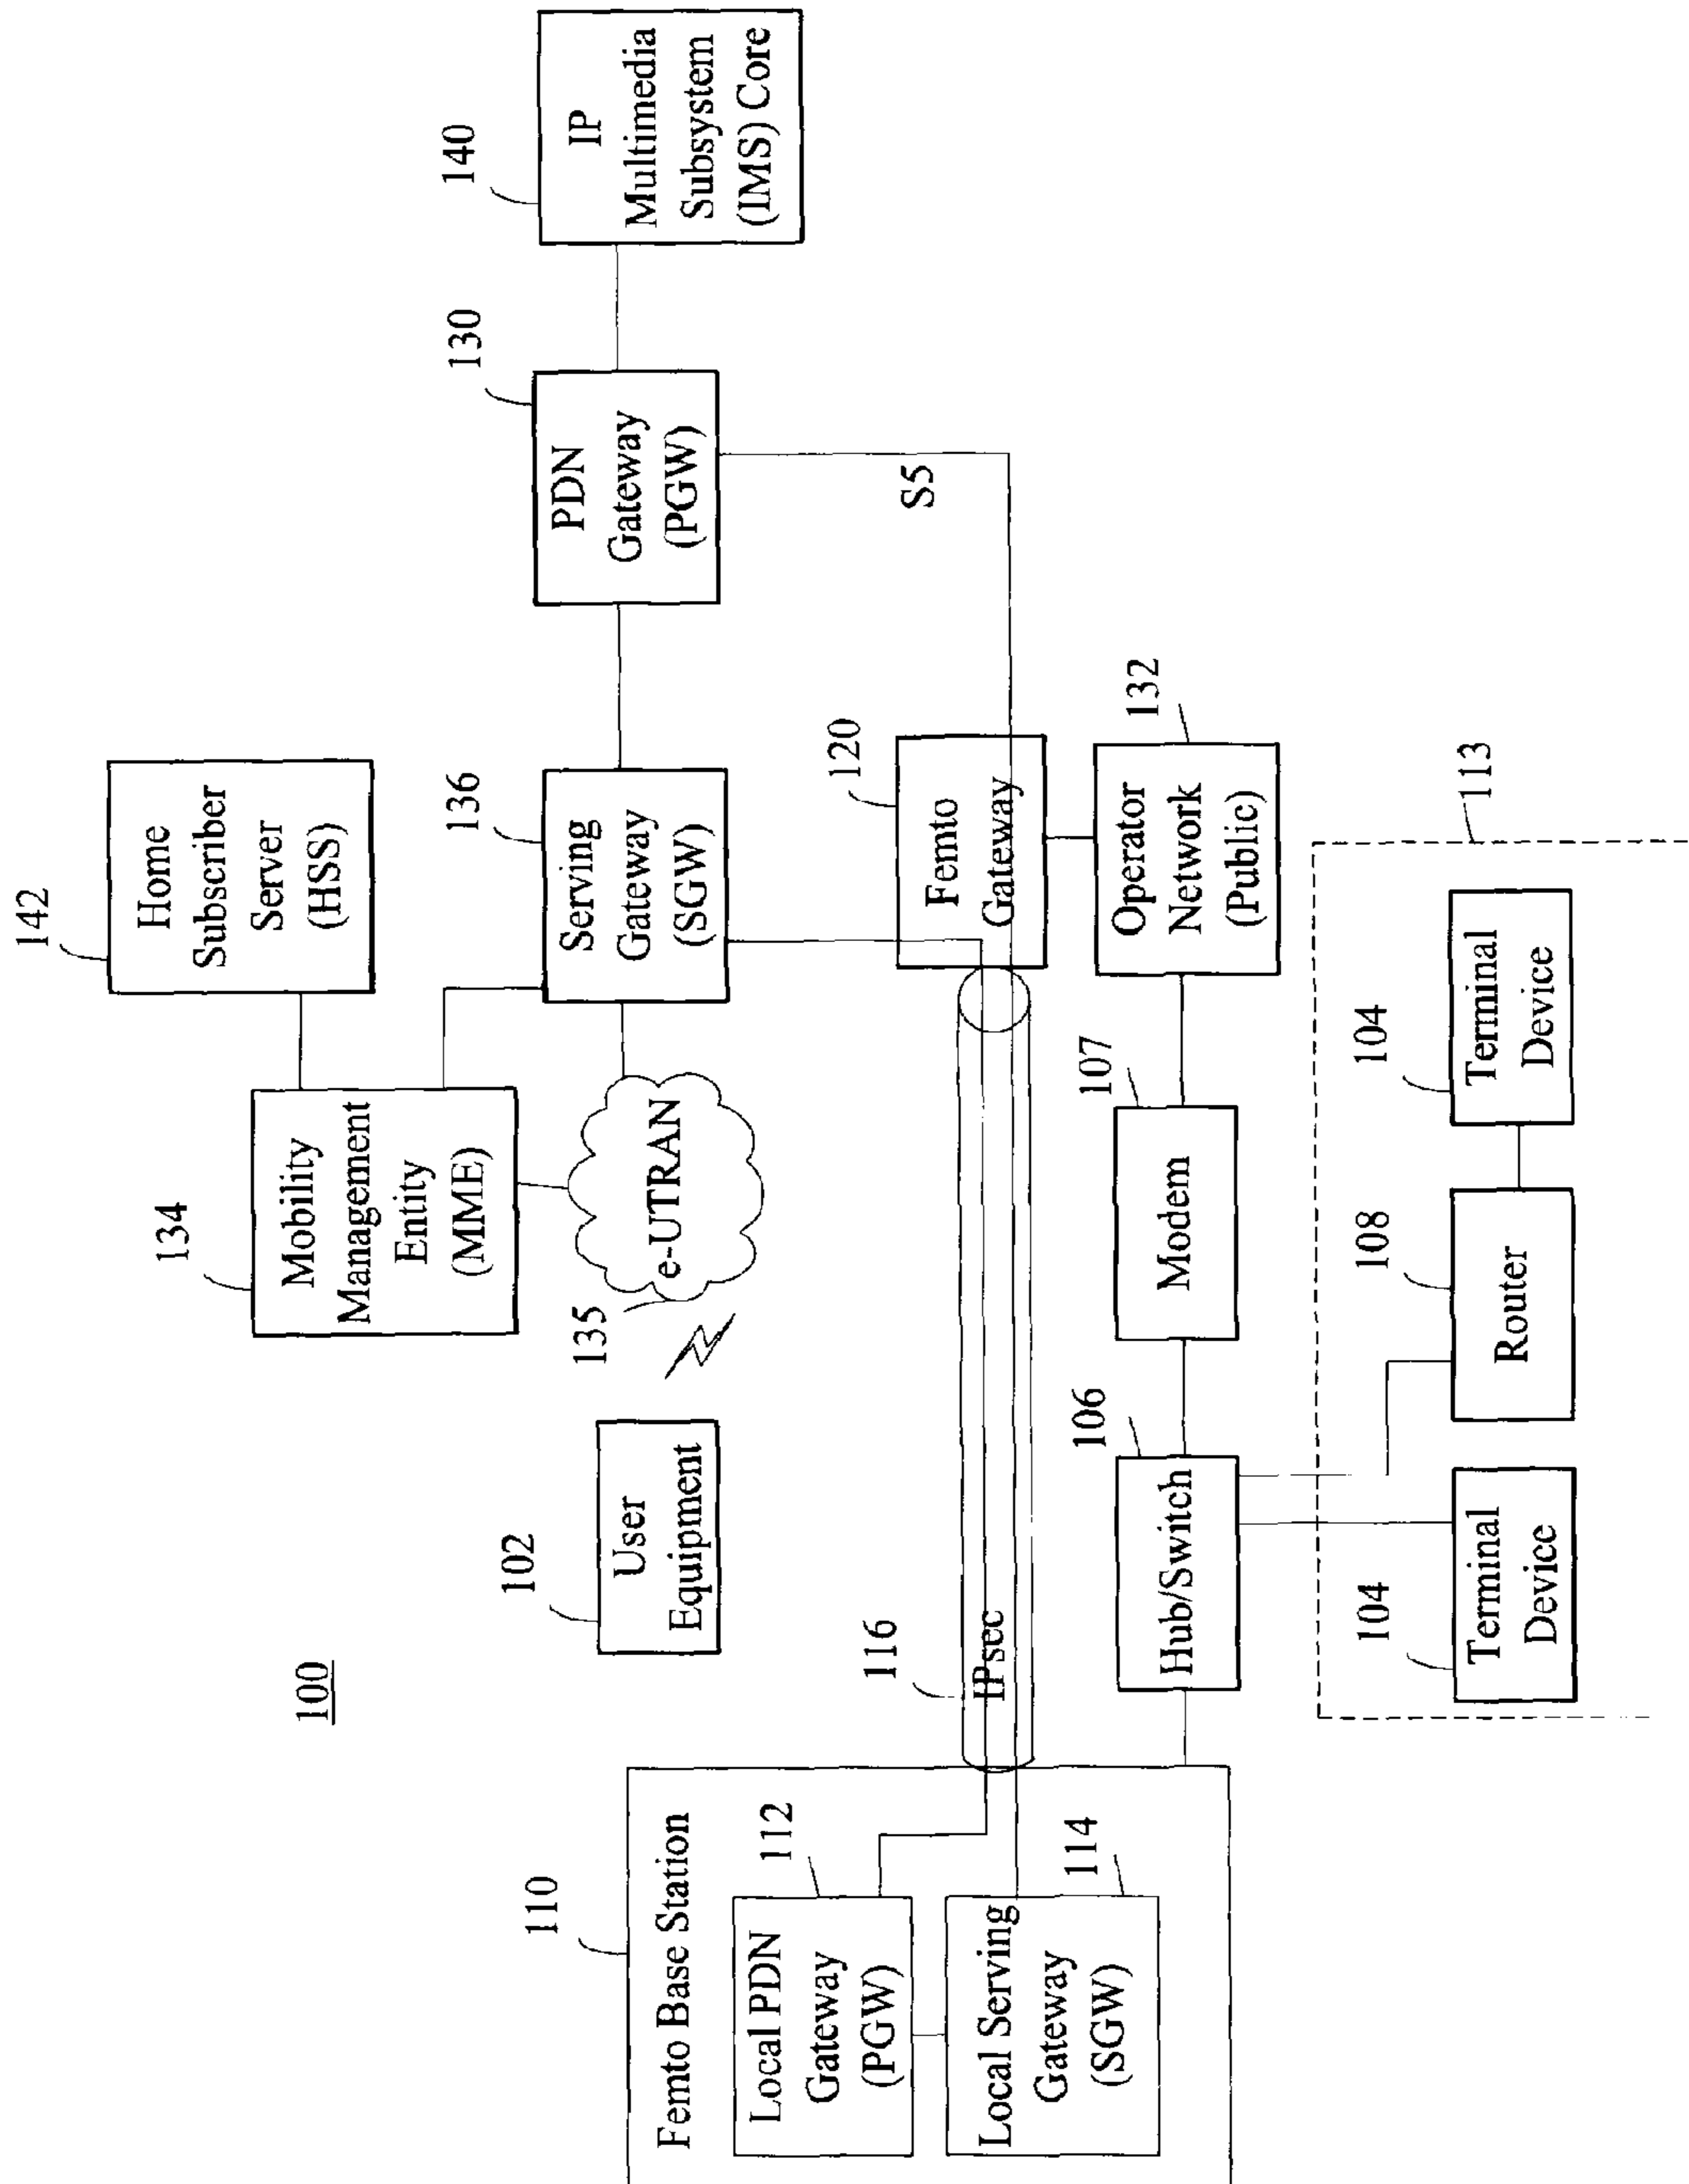 100
142
Home
Subscriber
Server
(HSS)
134
Mobility
Management
Entity
(MME)
136
Serving
Gateway
(SGW)
130
PDN
Gateway
(PGW)
140
IP
Multimedia
Subsystem
(IMS) Core
135
e-UTRAN
102
User
Equipment
S5
120
Femto
Gateway
116
IPsec
110
Femto Base Station
112
Local PDN
Gateway
(PGW)
114
Local Serving
Gateway
(SGW)
106
Hub/Switch
107
Modem
132
Operator
Network
(Public)
113
104
Terminal
Device
108
Router
104
Terminal
Device